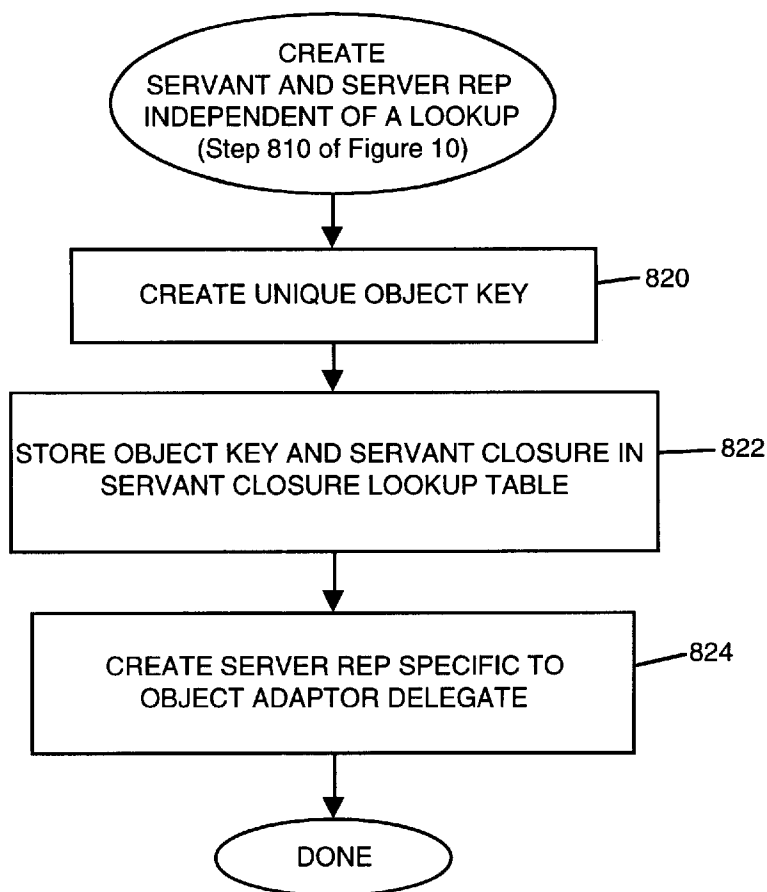 CREATE
SERVANT AND SERVER REP
INDEPENDENT OF A LOOKUP
(Step 810 of Figure 10)
CREATE UNIQUE OBJECT KEY
820
STORE OBJECT KEY AND SERVANT CLOSURE IN
SERVANT CLOSURE LOOKUP TABLE
822
CREATE SERVER REP SPECIFIC TO
OBJECT ADAPTOR DELEGATE
824
DONE